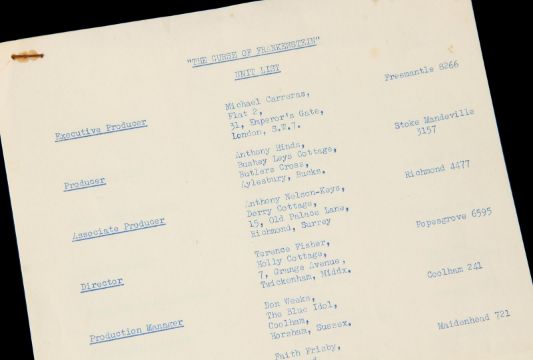 "THE CURSE OF FRANKENSTEIN"
UNIT LIST
Executive Producer
Michael Carreras,
Flat 2,
31, Emperor's Gate,
London, S.W.7.
Freemantle 8266
Producer
Anthony Hinds,
Bushey Leys Cottage,
Butlers Cross,
Aylesbury, Bucks.
Stoke Mandeville
3157
Associate Producer
Anthony Nelson-Keys,
Derry Cottage,
15, Old Palace Lane,
Richmond, Surrey
Richmond 4477
Director
Terence Fisher,
Holly Cottage,
7, Grange Avenue,
Twickenham, Middx.
Popesgrove 6595
Production Manager
Don Weeks,
The Blue Idol,
Coolham,
Horsham, Sussex.
Coolham 241
Faith Frisby,
Maidenhead 721